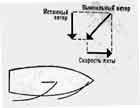 Истинный
ветер
Вымпельный
ветер
Скорость яхты